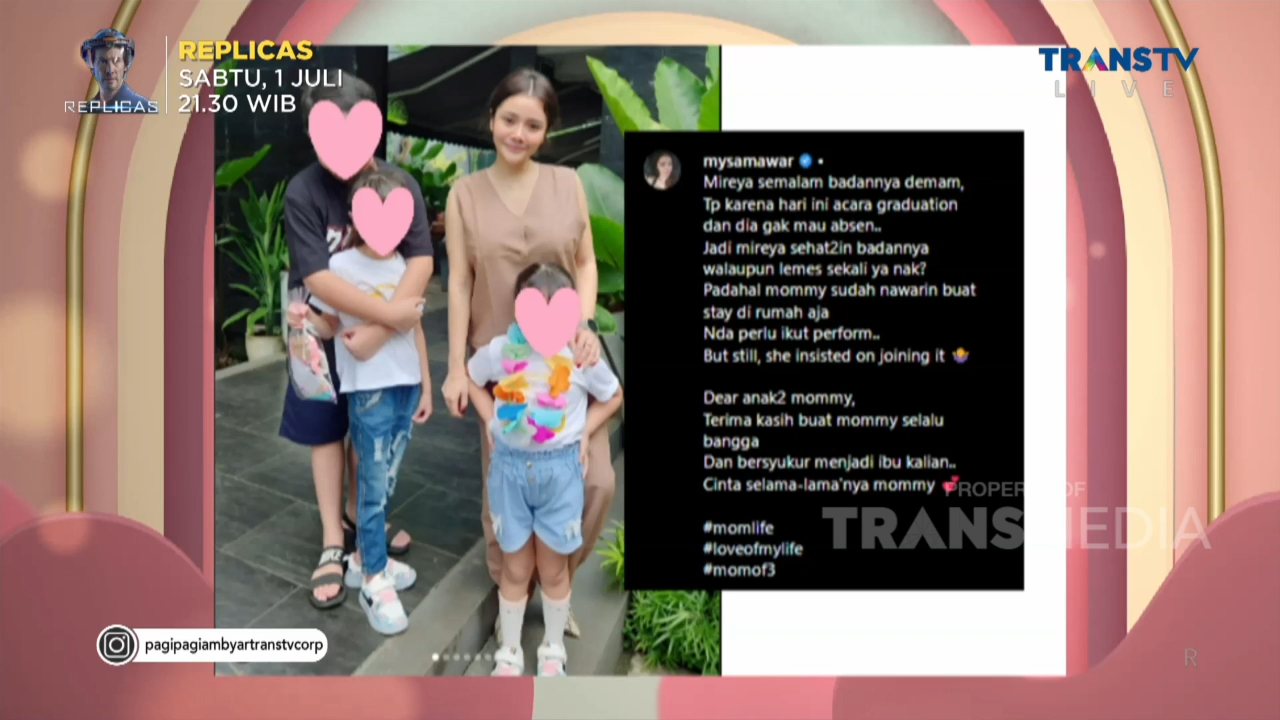 REPLICAS
REPLICAS
SABTU, 1 JULI
21.30 WIB
TRANSTV
LIVE
mysamawar •
Mireya semalam badannya demam,
Tp karena hari ini acara graduation
dan dia gak mau absen..
Jadi mireya sehat2in badannya
walaupun lemes sekali ya nak?
Padahal mommy sudah nawarin buat
stay di rumah aja
Nda perlu ikut perform..
But still, she insisted on joining it 🤷‍♀️
Dear anak2 mommy,
Terima kasih buat mommy selalu
bangga
Dan bersyukur menjadi ibu kalian..
Cinta selama-lama'nya mommy 💕
#momlife
#loveofmylife
#momof3
PROPERTY OF
TRANSMEDIA
pagipagiambyartranstvcorp
R